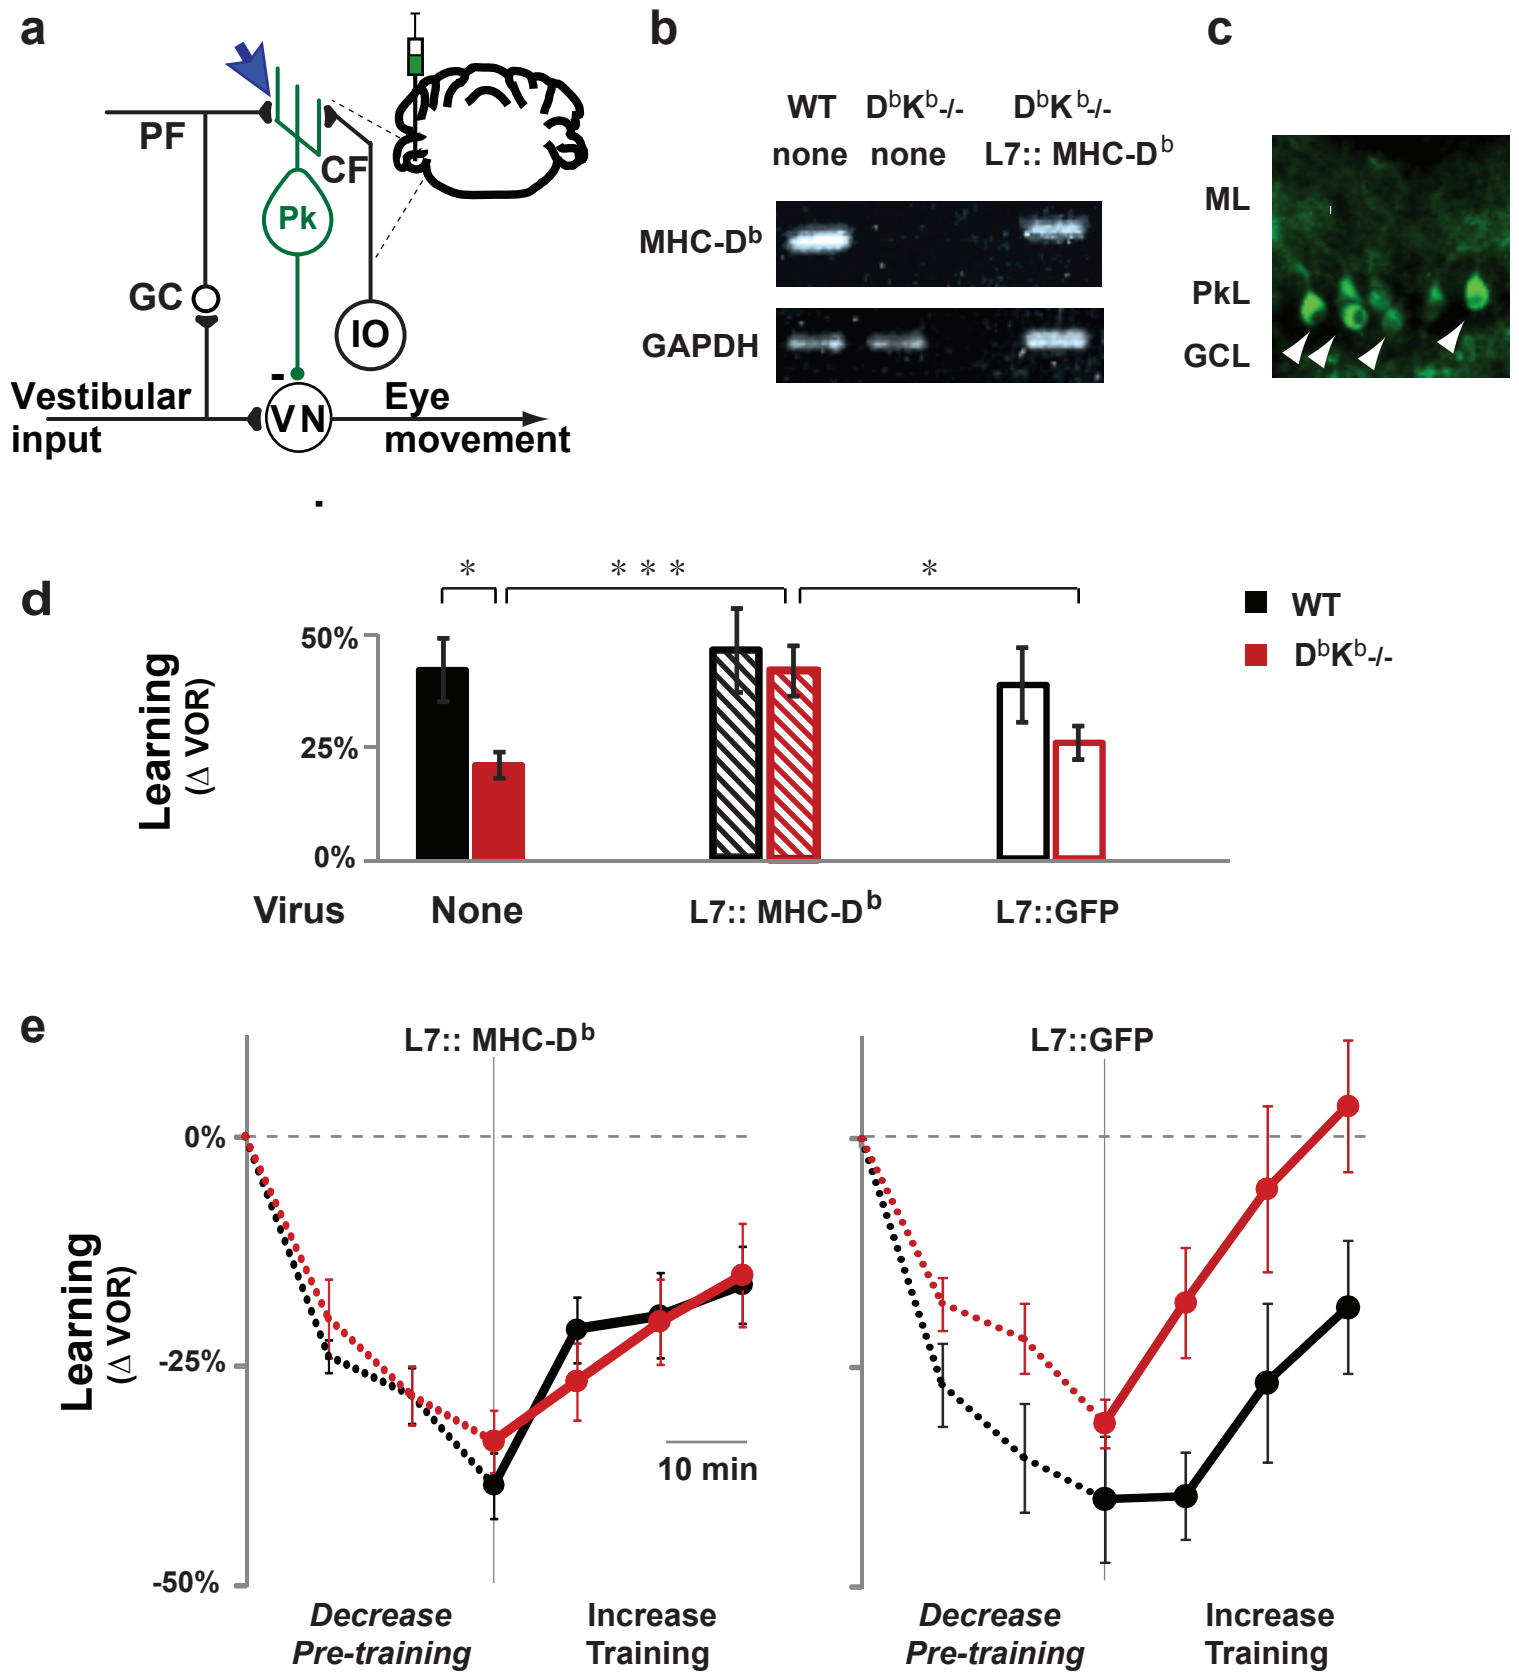 a
PF
CF
Pk
GC
IO
-
Vestibular
input
VN
Eye
movement
b
WT
none
DbKb-/-
none
DbKb-/-
L7:: MHC-Db
MHC-Db
GAPDH
c
ML
PkL
GCL
d
*
* * *
*
WT
DbKb-/-
Learning
(Δ VOR)
50%
25%
0%
Virus
None
L7:: MHC-Db
L7::GFP
e
L7:: MHC-Db
L7::GFP
Learning
(Δ VOR)
0%
-25%
-50%
10 min
Decrease
Pre-training
Increase
Training
Decrease
Pre-training
Increase
Training